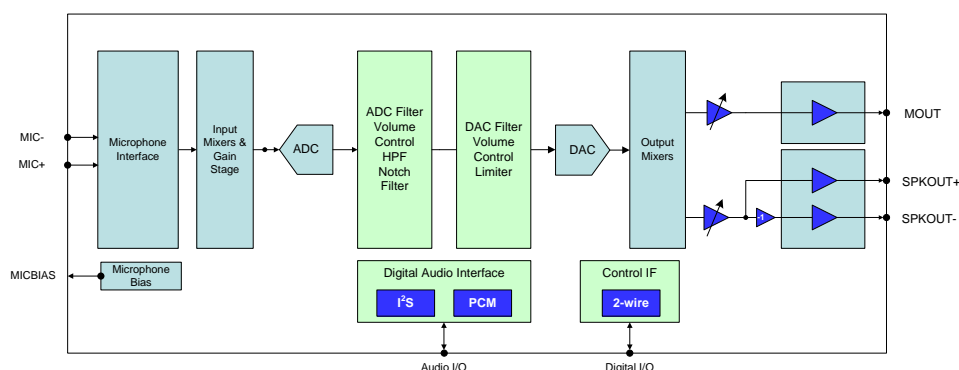 MIC-
MIC+
Microphone
Interface
Input
Mixers &
Gain
Stage
ADC
ADC Filter
Volume
Control
HPF
Notch
Filter
DAC Filter
Volume
Control
Limiter
DAC
Output
Mixers
MOUT
SPKOUT+
-1
SPKOUT-
MICBIAS
Microphone
Bias
Digital Audio Interface
I²S
PCM
Control IF
2-wire
Audio I/O
Digital I/O